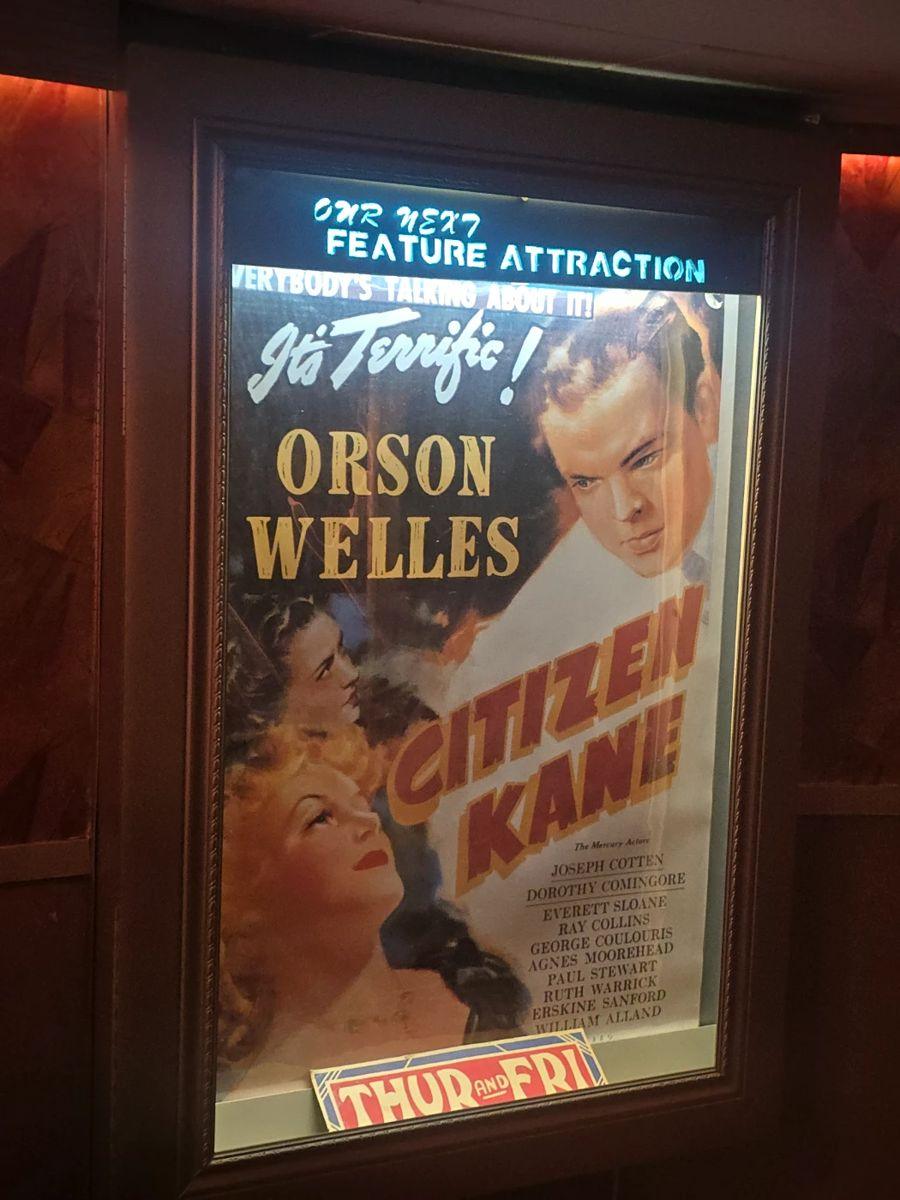 OUR NEXT
FEATURE ATTRACTION
VERYBODY'S TALKING ABOUT IT!
It's Terrific!
ORSON
WELLES
CITIZEN
KANE
The Mercury Actors
JOSEPH COTTEN
DOROTHY COMINGORE
EVERETT SLOANE
RAY COLLINS
GEORGE COULOURIS
AGNES MOOREHEAD
PAUL STEWART
RUTH WARRICK
ERSKINE SANFORD
WILLIAM ALLAND
THUR AND FRI